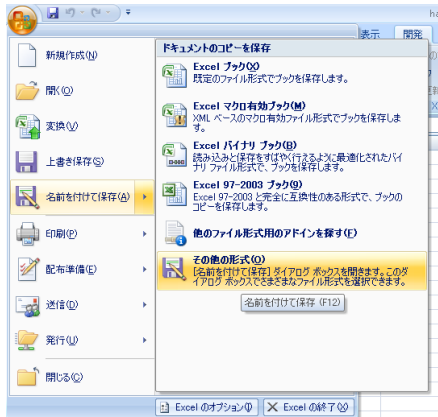 ha
表示 開発
新規作成(N)
開く(O)
変換(V)
上書き保存(S)
名前を付けて保存(A)
印刷(P)
配布準備(E)
送信(D)
発行(U)
閉じる(C)
ドキュメントのコピーを保存
Excel ブック(X)
既定のファイル形式でブックを保存します。
Excel マクロ有効ブック(M)
XML ベースのマクロ有効ファイル形式でブックを保存しま
す。
Excel バイナリ ブック(B)
読み込みと保存をすばやく行えるように最適化されたバイ
ナリ ファイル形式でブックを保存します。
Excel 97-2003 ブック(9)
Excel 97-2003 と完全に互換性のある形式で、ブックの
コピーを保存します。
他のファイル形式用のアドインを探す(E)
その他の形式(O)
[名前を付けて保存] ダイアログ ボックスを開きます。このダ
イアログ ボックスでさまざまなファイル形式を選択できます。
名前を付けて保存 (F12)
Excel のオプション(I) Excel の終了(X)